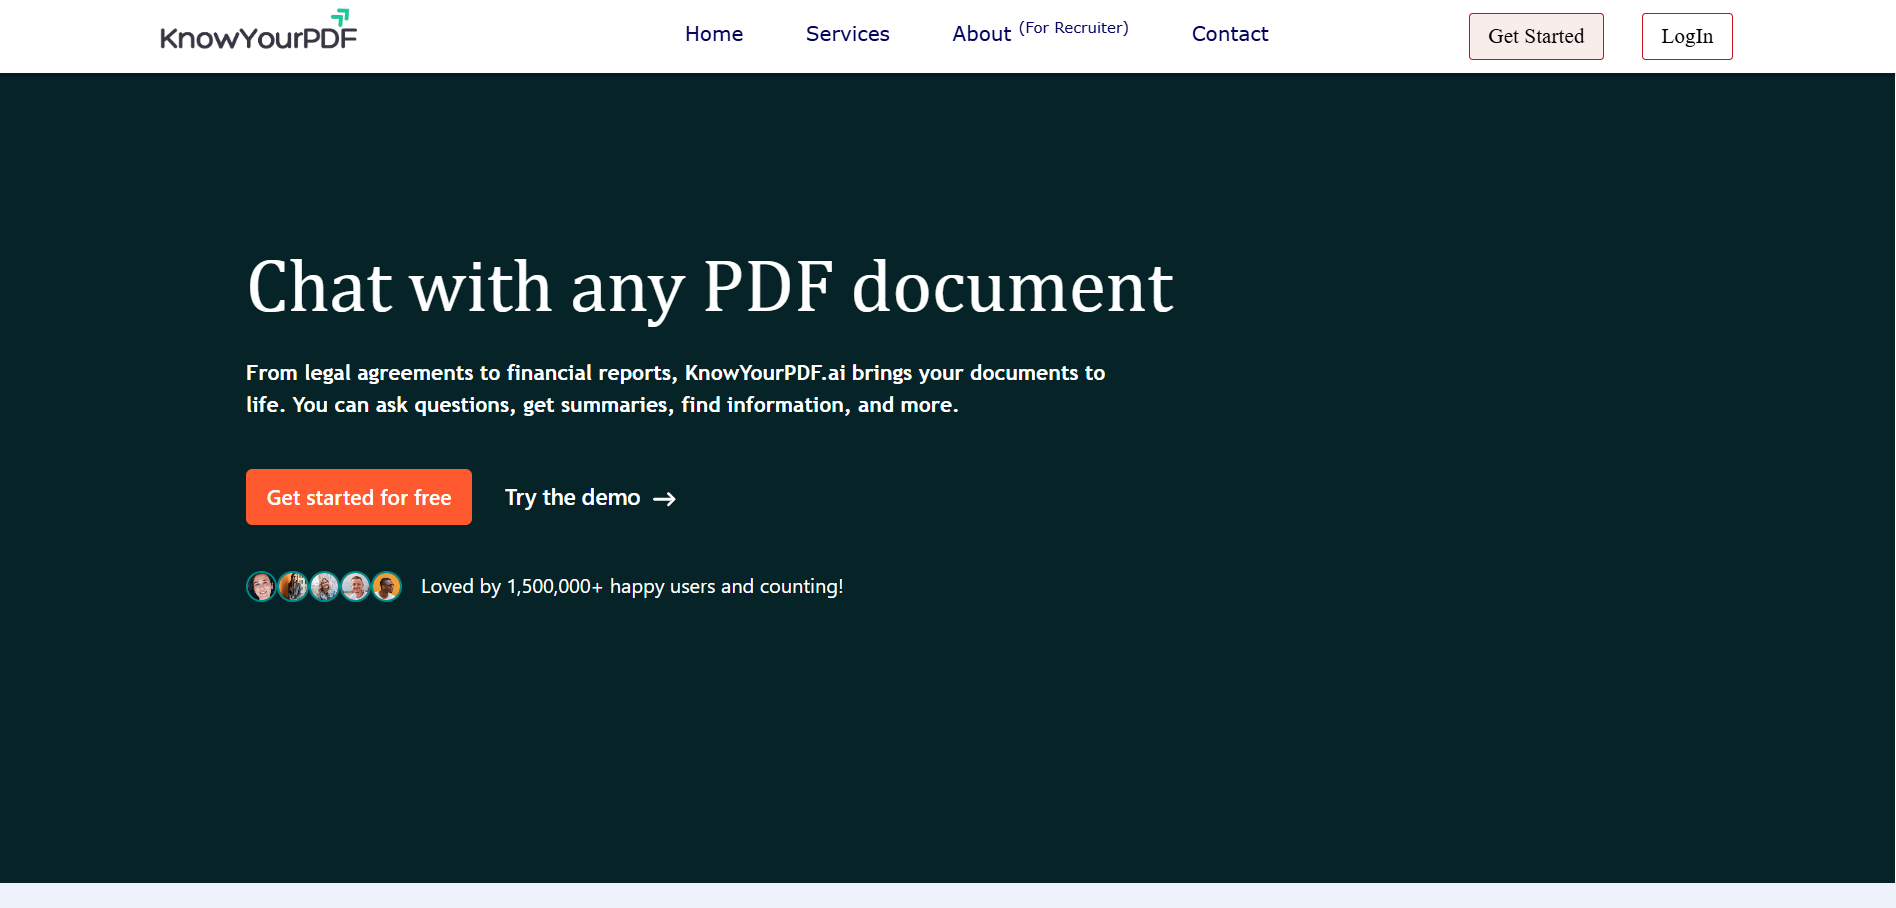 KnowYourPDF
Home
Services
About (For Recruiter)
Contact
Get Started
LogIn
Chat with any PDF document
From legal agreements to financial reports, KnowYourPDF.ai brings your documents to
life. You can ask questions, get summaries, find information, and more.
Get started for free
Try the demo →
Loved by 1,500,000+ happy users and counting!